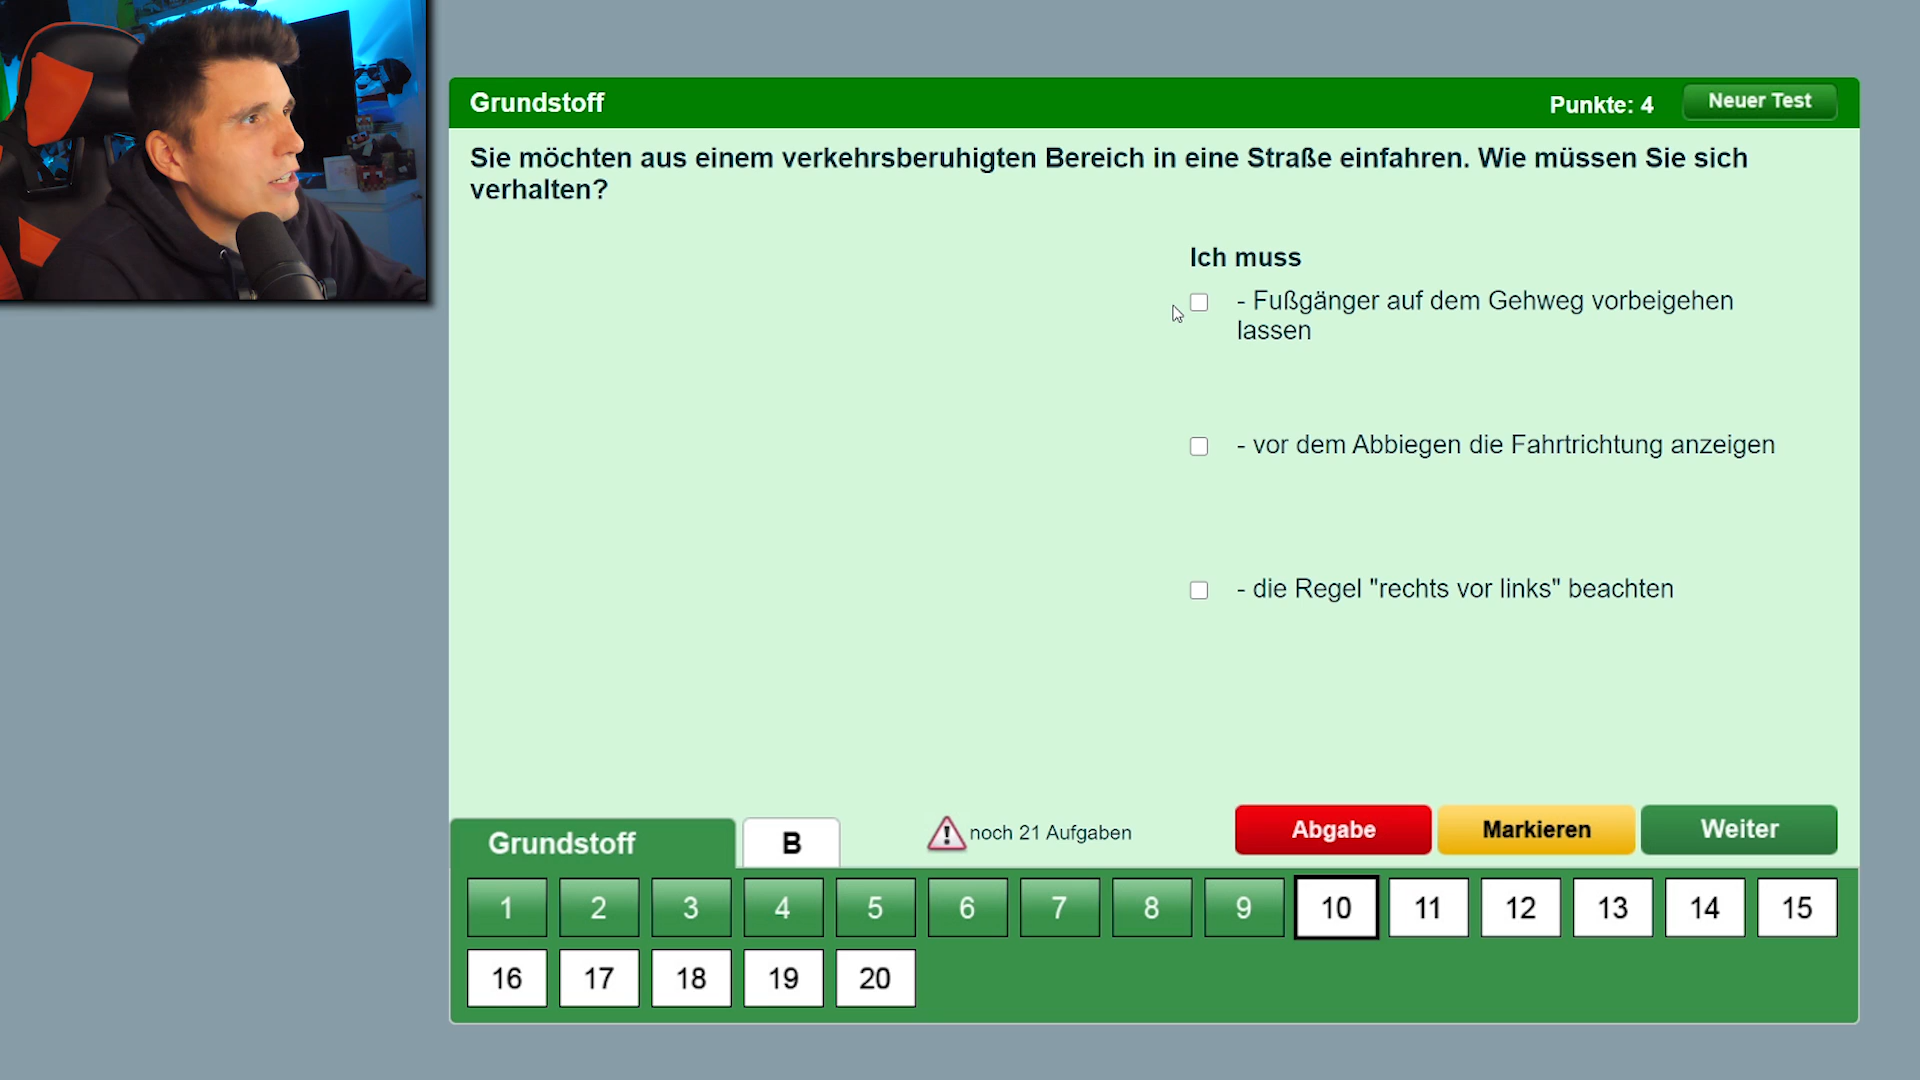 Grundstoff
Punkte: 4
Neuer Test
Sie möchten aus einem verkehrsberuhigten Bereich in eine Straße einfahren. Wie müssen Sie sich
verhalten?
Ich muss
- Fußgänger auf dem Gehweg vorbeigehen
lassen
- vor dem Abbiegen die Fahrtrichtung anzeigen
- die Regel "rechts vor links" beachten
Grundstoff
B
noch 21 Aufgaben
Abgabe
Markieren
Weiter
1 2 3 4 5 6 7 8 9 10 11 12 13 14 15
16 17 18 19 20